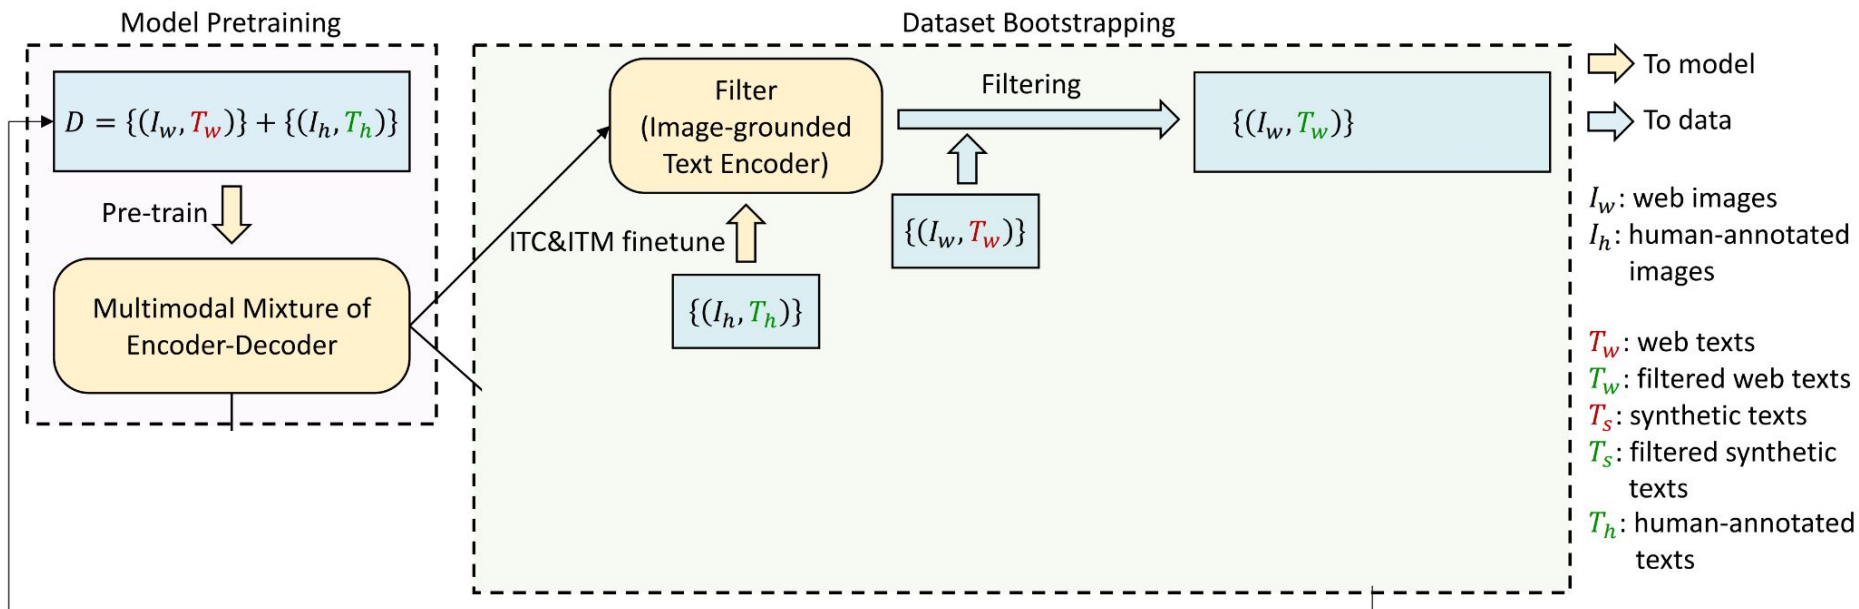 Model Pretraining
Dataset Bootstrapping
D = {(I_w, T_w)} + {(I_h, T_h)}
Pre-train
Multimodal Mixture of
Encoder-Decoder
Filter
(Image-grounded
Text Encoder)
Filtering
{(I_w, T_w)}
{(I_w, T_w)}
ITC&ITM finetune
{(I_h, T_h)}
To model
To data
I_w: web images
I_h: human-annotated
images
T_w: web texts
T_w: filtered web texts
T_s: synthetic texts
T_s: filtered synthetic
texts
T_h: human-annotated
texts